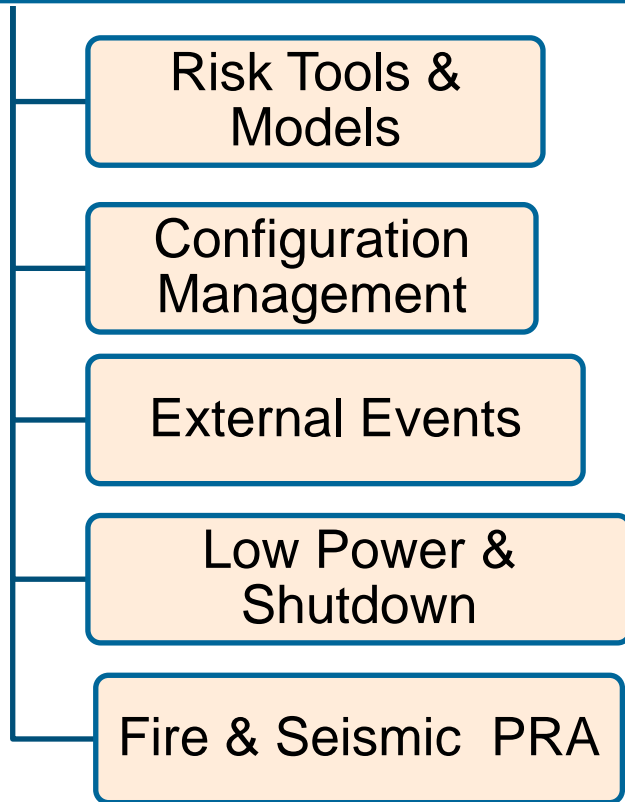 Risk Tools &
Models
Configuration
Management
External Events
Low Power &
Shutdown
Fire & Seismic PRA